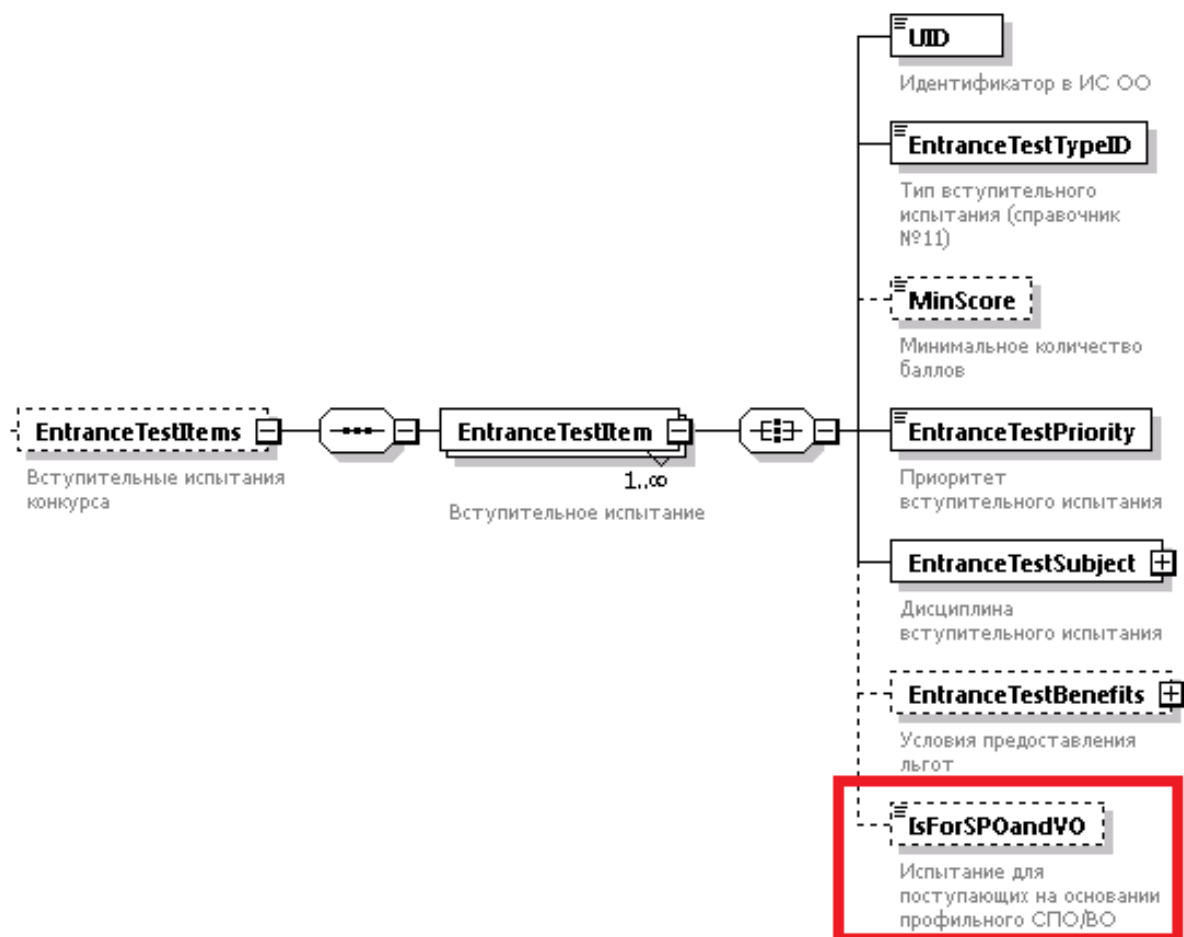 UID
Идентификатор в ИС ОО
EntranceTestTypeID
Тип вступительного
испытания (справочник
№11)
MinScore
Минимальное количество
баллов
EntranceTestItems
Вступительные испытания
конкурса
EntranceTestItem
1..∞
Вступительное испытание
EntranceTestPriority
Приоритет
вступительного испытания
EntranceTestSubject
Дисциплина
вступительного испытания
EntranceTestBenefits
Условия предоставления
льгот
IsForSPOandVO
Испытание для
поступающих на основании
профильного СПО/ВО